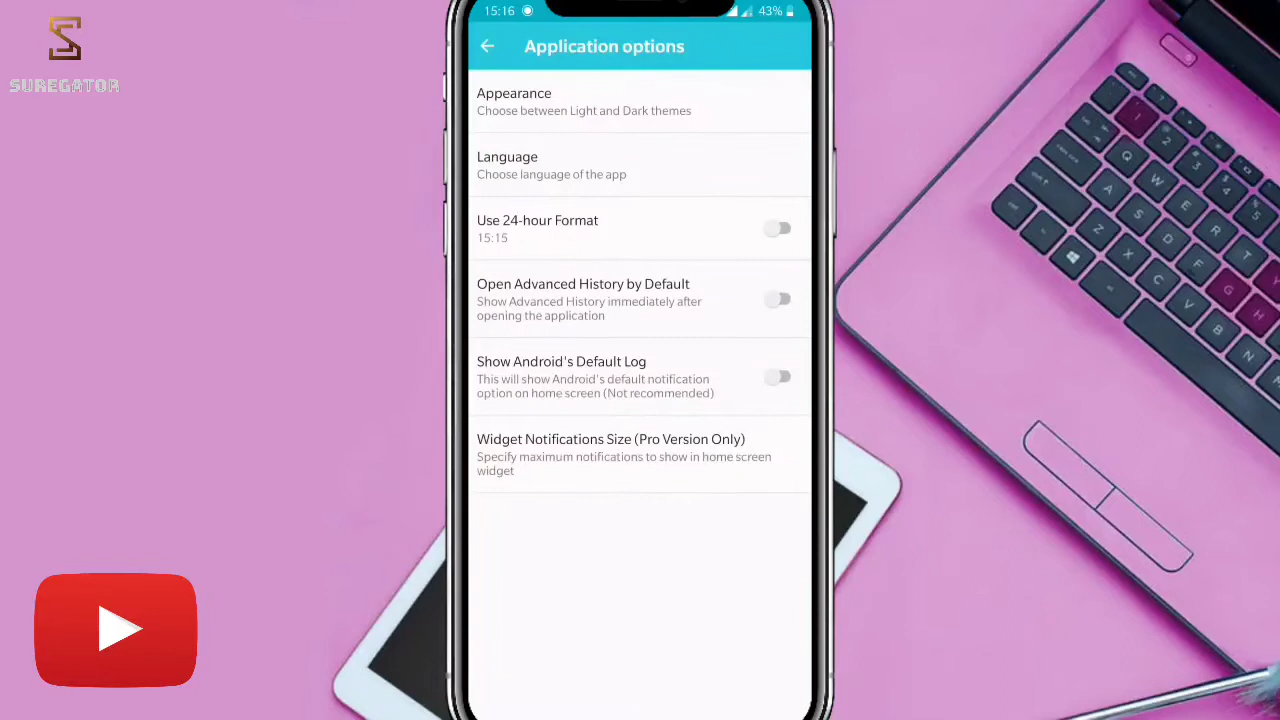 SUREGATOR
15:16
43%
Application options
Appearance
Choose between Light and Dark themes
Language
Choose language of the app
Use 24-hour Format
15:15
Open Advanced History by Default
Show Advanced History immediately after
opening the application
Show Android's Default Log
This will show Android's default notification
option on home screen (Not recommended)
Widget Notifications Size (Pro Version Only)
Specify maximum notifications to show in home screen
widget